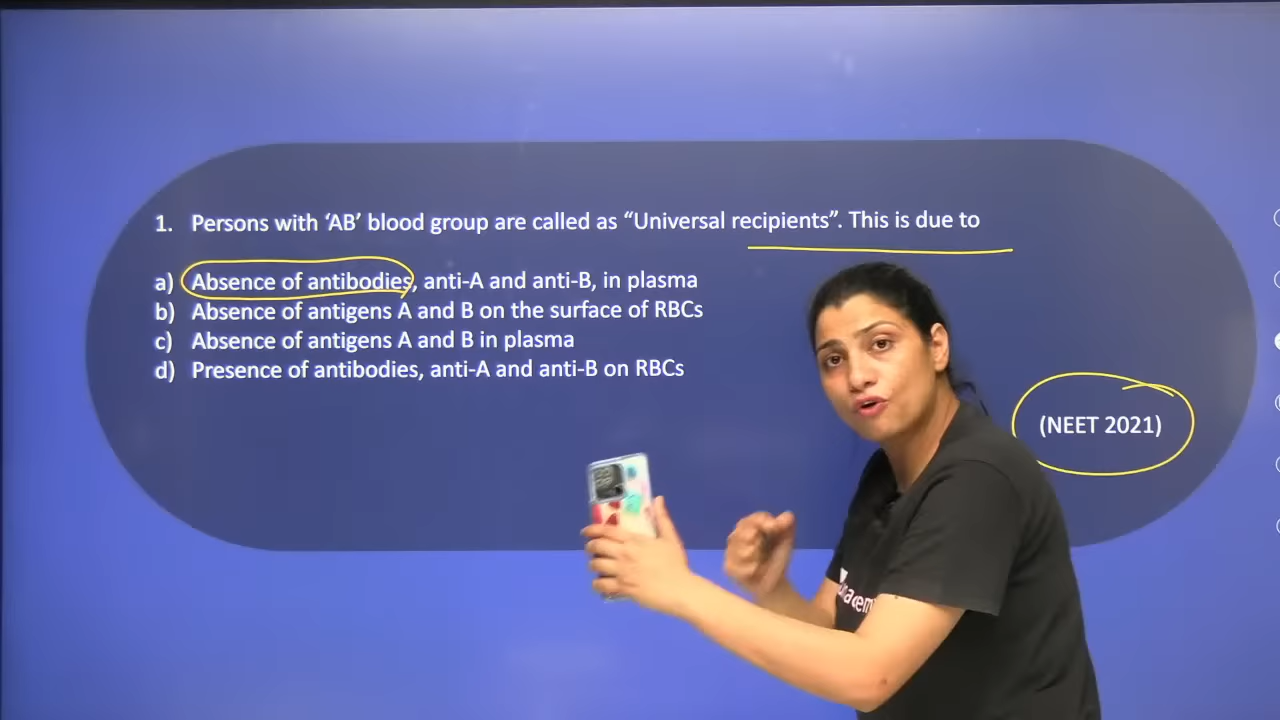 1. Persons with ‘AB’ blood group are called as “Universal recipients”. This is due to
a) Absence of antibodies, anti-A and anti-B, in plasma
b) Absence of antigens A and B on the surface of RBCs
c) Absence of antigens A and B in plasma
d) Presence of antibodies, anti-A and anti-B on RBCs
(NEET 2021)